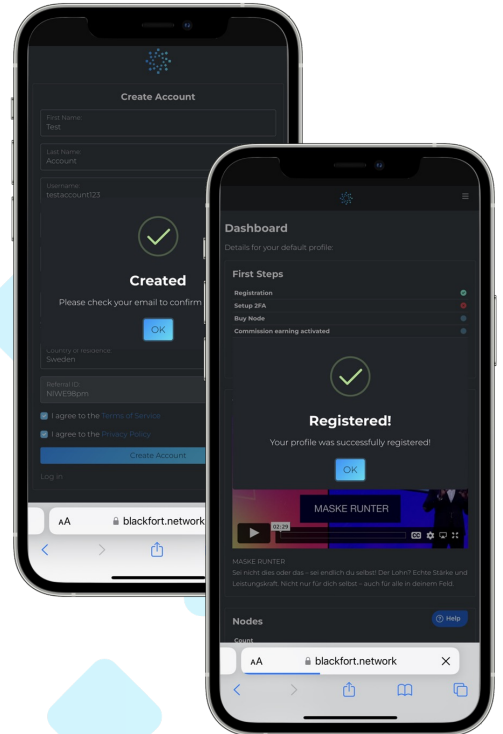 Create Account
First Name:
Test
Last Name:
Account
Username:
testaccount123
Created
Please check your email to confirm
OK
Country of Residence:
Sweden
Referral ID:
NIWE98pm
I agree to the Terms of Service
I agree to the Privacy Policy
Create Account
Log in
AA
blackfort.network
Dashboard
Details for your default profile:
First Steps
Registration
Setup 2FA
Buy Node
Commission earning activated
Registered!
Your profile was successfully registered!
OK
MASKE RUNTER
02:29
CC
MASKE RUNTER
Sei nicht dies oder das – sei endlich du selbst! Der Lohn? Echte Stärke und
Leistungskraft. Nicht nur für dich selbst – auch für alle in deinem Feld.
Nodes
Help
Count
AA
blackfort.network